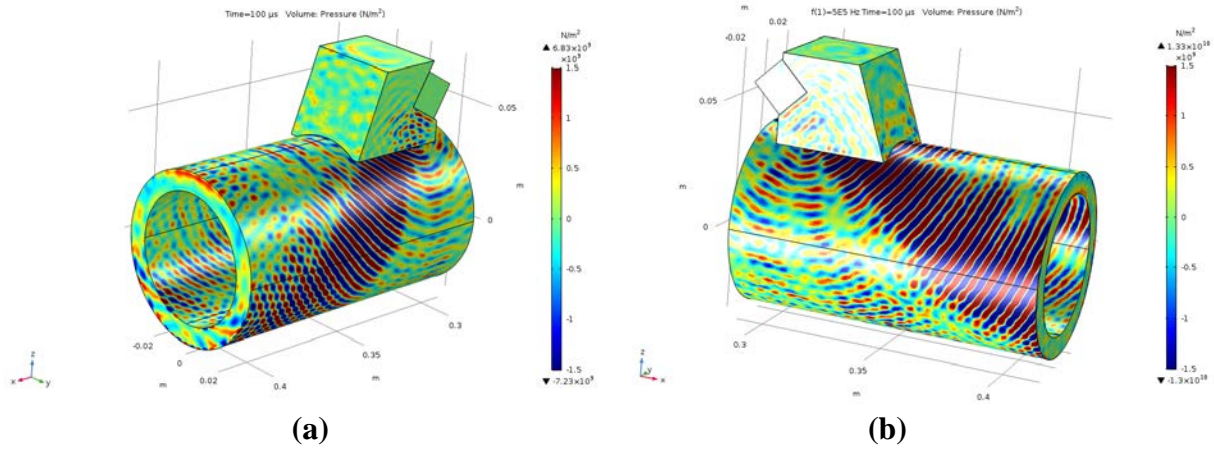 Time=100 µs   Volume: Pressure (N/m²)
N/m²
▲ 6.83×10⁹
×10⁹
1.5
1
0.5
0
-0.5
-1
-1.5
▼ -7.23×10⁹
0.05
m
0
0.3
0.35
m
0.4
-0.02
0
0.02
m
z
x
y
(a)
f(1)=5E5 Hz Time=100 µs   Volume: Pressure (N/m²)
m
0.02
-0.02
0.05
m
0
0.3
0.35
m
0.4
N/m²
▲ 1.33×10¹⁰
×10⁹
1.5
1
0.5
0
-0.5
-1
-1.5
▼ -1.3×10¹⁰
z
y
x
(b)